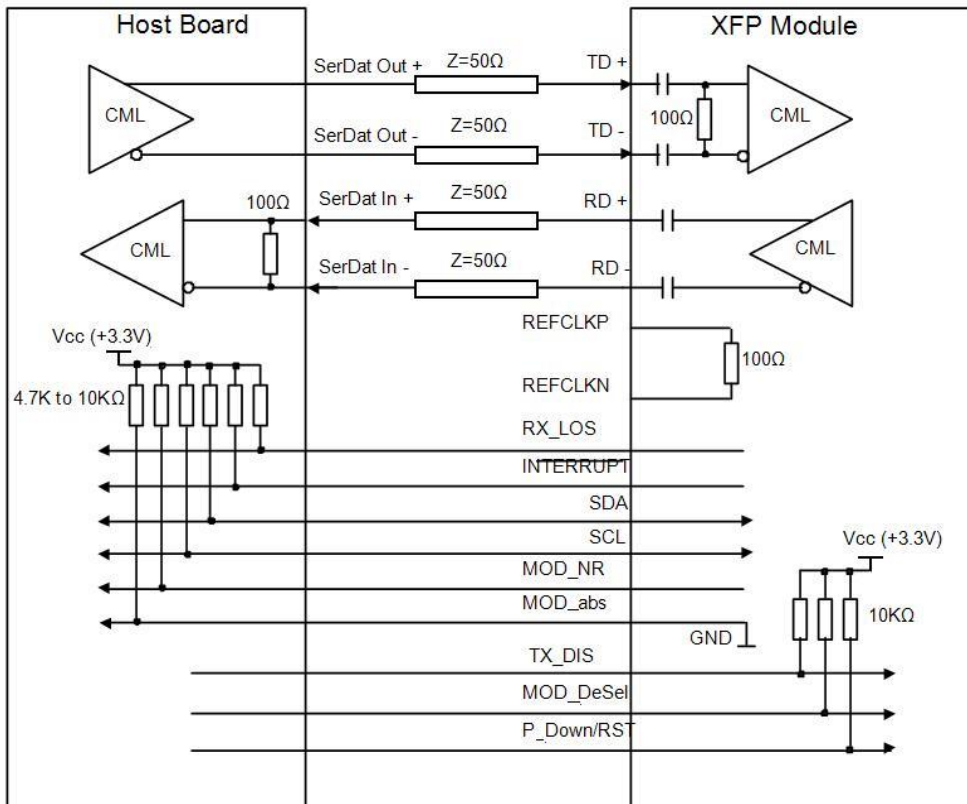 Host Board
XFP Module
SerDat Out +
Z=50Ω
TD +
CML
100Ω
CML
SerDat Out -
Z=50Ω
TD -
100Ω
SerDat In +
Z=50Ω
RD +
CML
CML
SerDat In -
Z=50Ω
RD -
REFCLKP
Vcc (+3.3V)
100Ω
REFCLKN
4.7K to 10KΩ
RX_LOS
INTERRUPT
SDA
SCL
Vcc (+3.3V)
MOD_NR
MOD_abs
10KΩ
GND
TX_DIS
MOD_DeSel
P_Down/RST